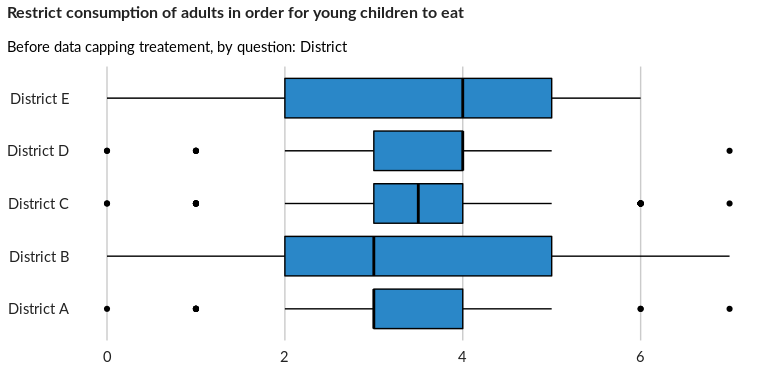 Restrict consumption of adults in order for young children to eat
Before data capping treatement, by question: District
District E
District D
District C
District B
District A
0 2 4 6